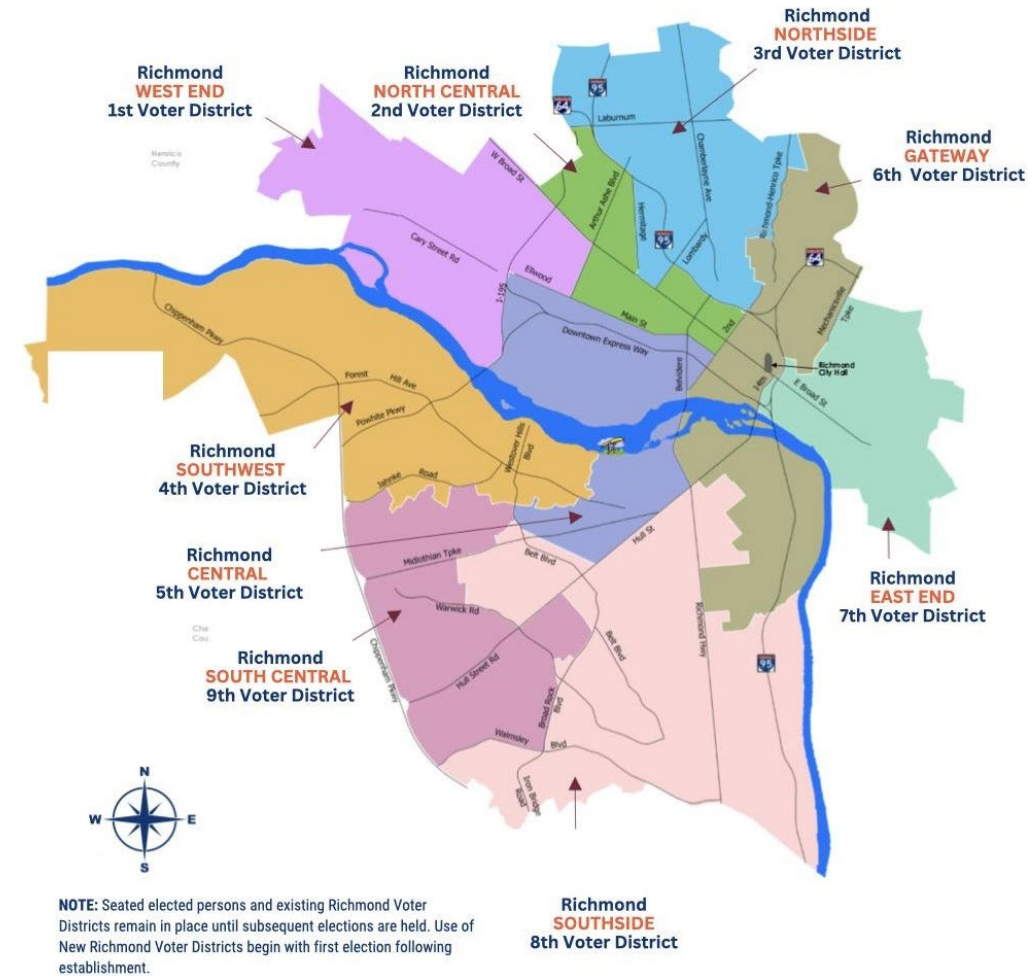 Richmond
NORTHSIDE
3rd Voter District
Richmond
WEST END
1st Voter District
Richmond
NORTH CENTRAL
2nd Voter District
Richmond
GATEWAY
6th Voter District
Henrico
County
95
64
Laburnum
W Broad St
Arthur Ashe Blvd
Hermitage
Chamberlayne Ave
Richmond-Henrico Tpke
95
Lombardy
64
Cary Street Rd
I-195
Ellwood
Main St
2nd
Mechanicsville
Tpke
Chippenham Pkwy
Downtown Express Way
Belvidere
Richmond
City Hall
14th
E Broad St
Forest
Hill Ave
Powhite Pkwy
Westover Hills
Blvd
Jahnke
Road
Richmond
SOUTHWEST
4th Voter District
Richmond
CENTRAL
5th Voter District
Midlothian Tpke
Belt Blvd
Hull St
Richmond
EAST END
7th Voter District
Warwick Rd
Che
Cou
Richmond
SOUTH CENTRAL
9th Voter District
Chippenham Pkwy
Hull Street Rd
Belt Blvd
Richmond Hwy
95
Broad Rock
Blvd
Walmsley
Blvd
Iron Bridge
Road
N
W
E
S
NOTE: Seated elected persons and existing Richmond Voter
Districts remain in place until subsequent elections are held. Use of
New Richmond Voter Districts begin with first election following
establishment.
Richmond
SOUTHSIDE
8th Voter District